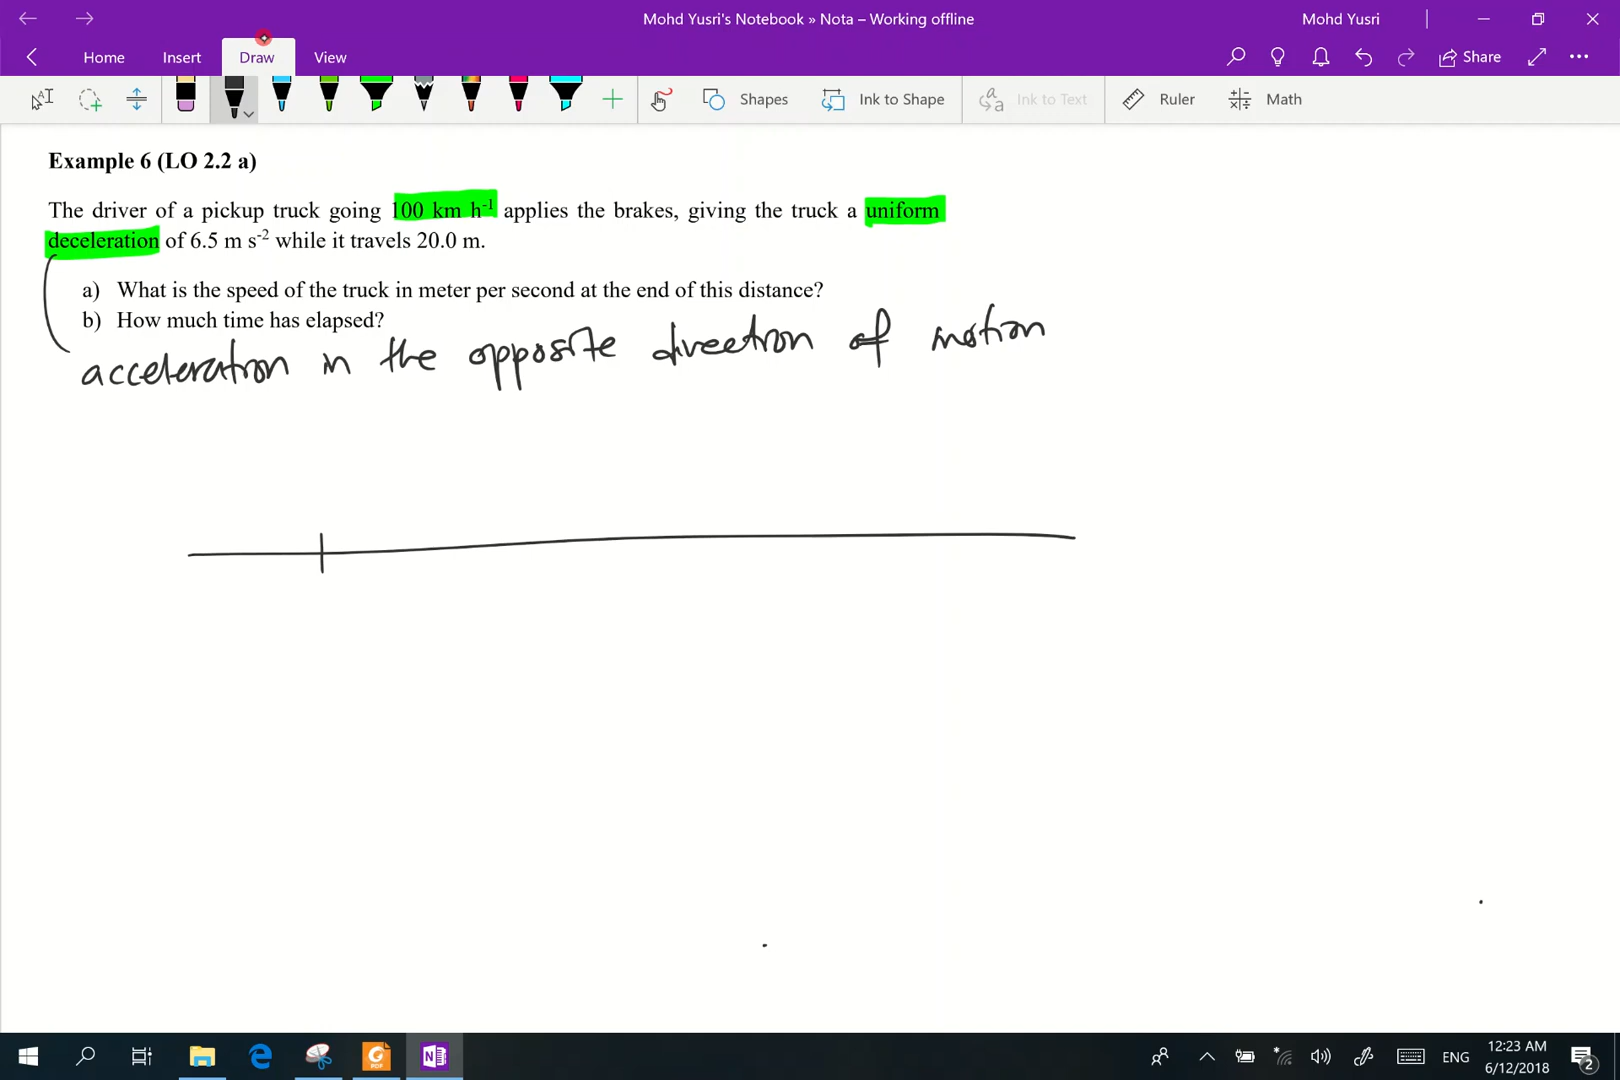 Mohd Yusri's Notebook » Nota – Working offline
Mohd Yusri
Home Insert Draw View
Share
Shapes Ink to Shape Ink to Text Ruler Math
Example 6 (LO 2.2 a)
The driver of a pickup truck going 100 km h⁻¹ applies the brakes, giving the truck a uniform
deceleration of 6.5 m s⁻² while it travels 20.0 m.
a) What is the speed of the truck in meter per second at the end of this distance?
b) How much time has elapsed?
acceleration in the opposite direction of motion
ENG
12:23 AM
6/12/2018
2